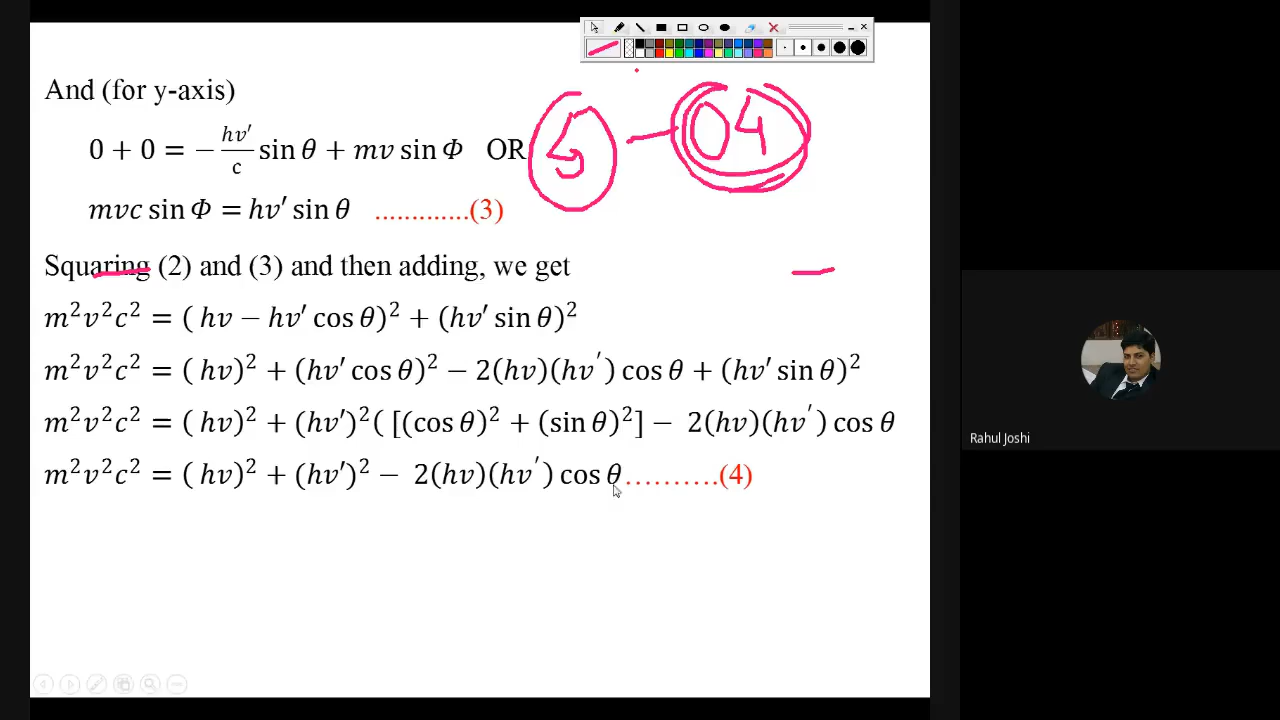 And (for y-axis)
0 + 0 = −hν′/c sin θ + mv sin Φ OR
5 – 04
mvc sin Φ = hν′ sin θ .............(3)
Squaring (2) and (3) and then adding, we get
m²v²c² = ( hν − hν′ cos θ)² + (hν′ sin θ)²
m²v²c² = ( hν)² + (hν′ cos θ)² − 2(hν)(hν′) cos θ + (hν′ sin θ)²
m²v²c² = ( hν)² + (hν′)²( [(cos θ)² + (sin θ)²] − 2(hν)(hν′) cos θ
m²v²c² = ( hν)² + (hν′)² − 2(hν)(hν′) cos θ..........(4)
Rahul Joshi